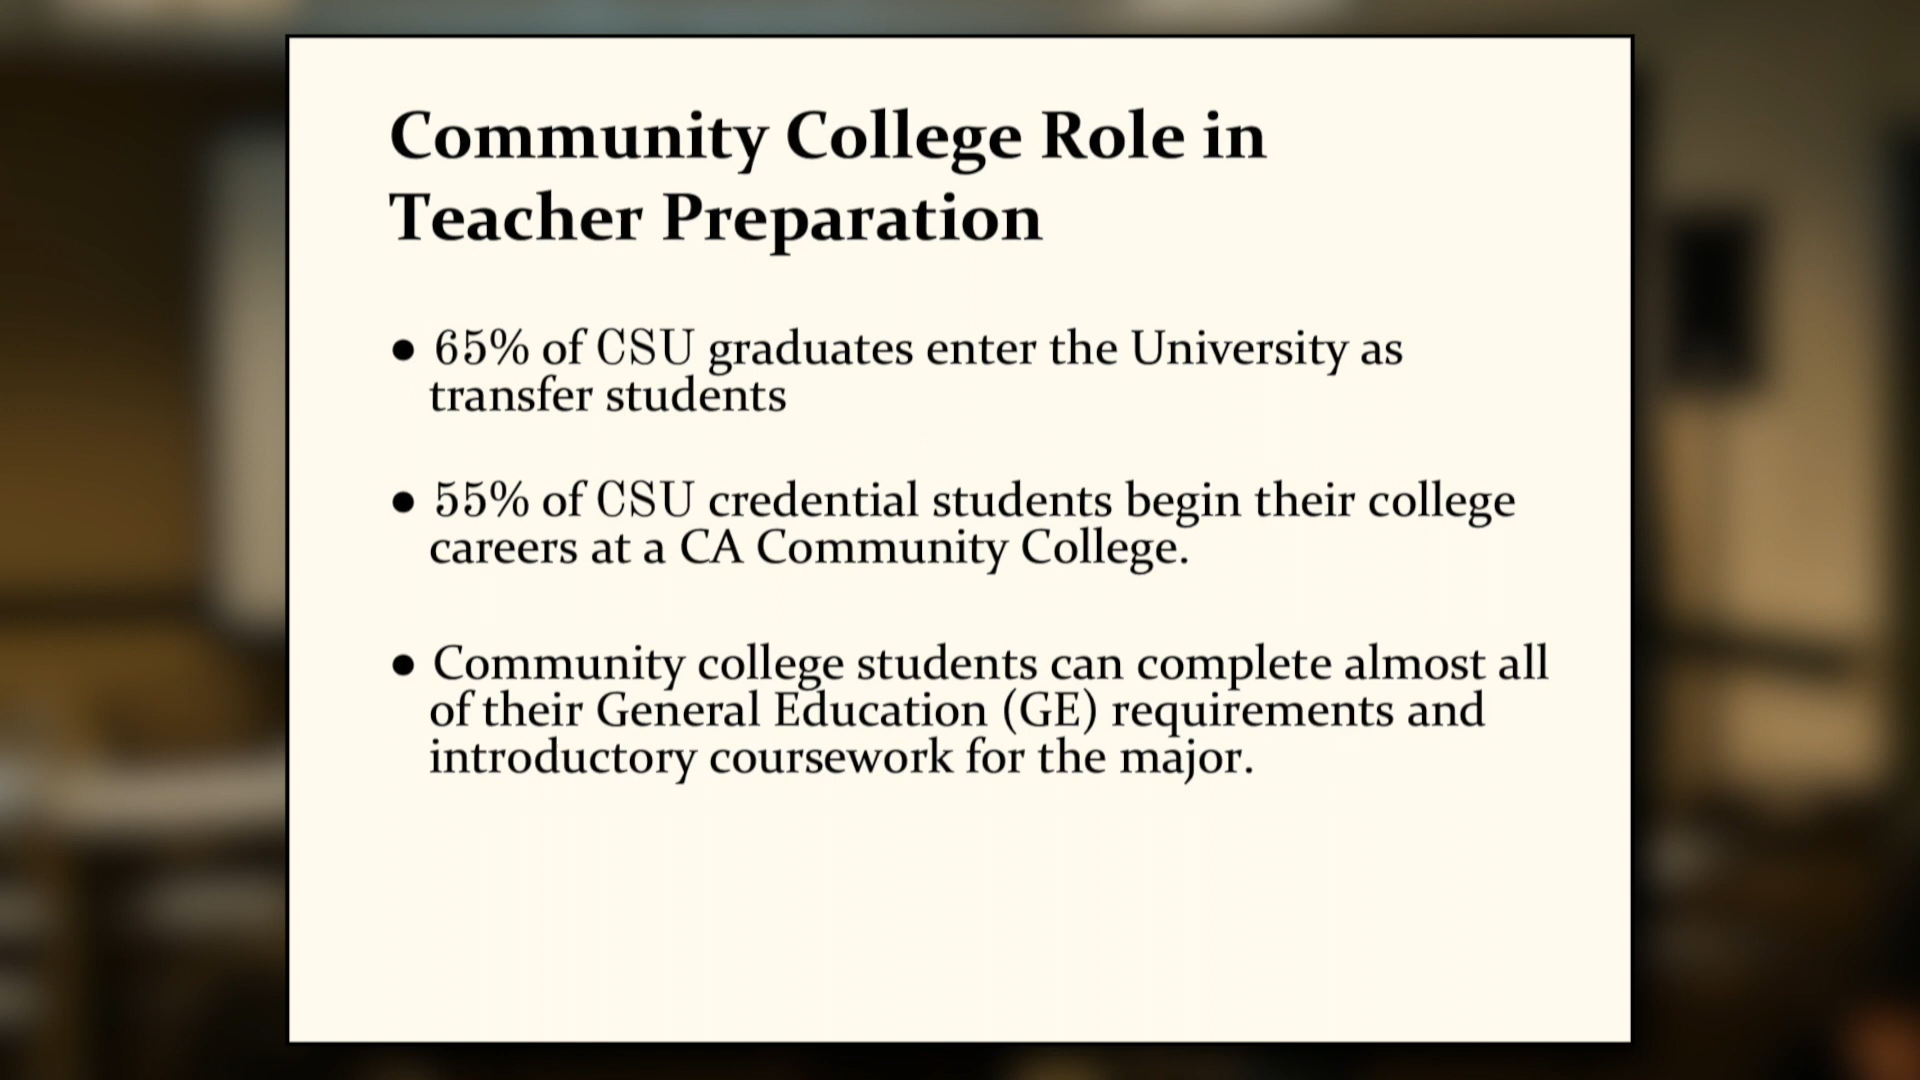 Community College Role in
Teacher Preparation
● 65% of CSU graduates enter the University as
transfer students
● 55% of CSU credential students begin their college
careers at a CA Community College.
● Community college students can complete almost all
of their General Education (GE) requirements and
introductory coursework for the major.